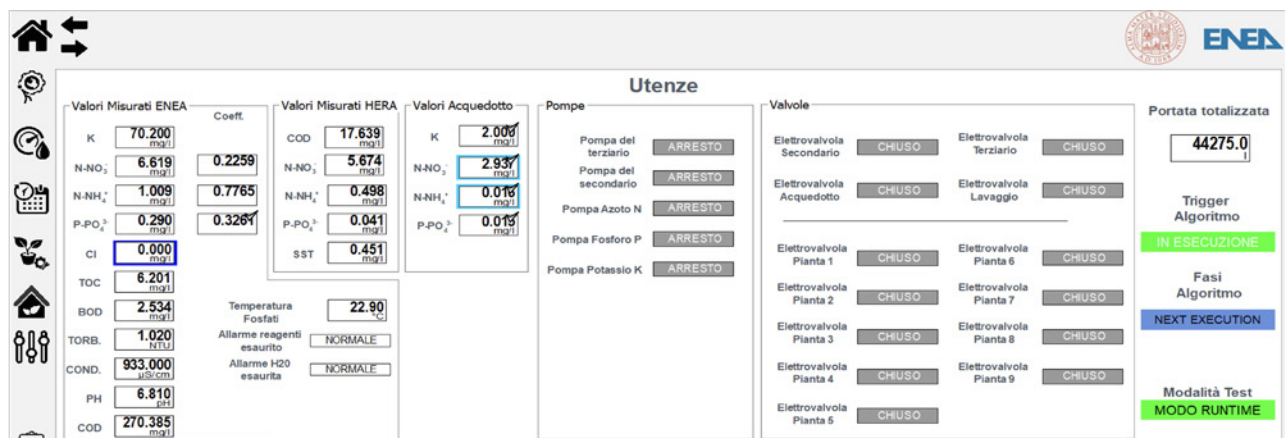 ENEA
Utenze
Valori Misurati ENEA
Coeff.
K 70.200 mg/l
N-NO3- 6.619 mg/l 0.2259
N-NH4+ 1.009 mg/l 0.7765
P-PO43- 0.290 mg/l 0.3261
Cl 0.000 mg/l
TOC 6.201 mg/l
BOD 2.534 mg/l
TORB. 1.020 NTU
COND. 933.000 µS/cm
PH 6.810 pH
COD 270.385 mg/l
Valori Misurati HERA
COD 17.639 mg/l
N-NO3- 5.674 mg/l
N-NH4+ 0.498 mg/l
P-PO43- 0.041 mg/l
SST 0.451 mg/l
Temperatura Fosfati 22.90 °C
Allarme reagenti esaurito NORMALE
Allarme H20 esaurita NORMALE
Valori Acquedotto
K 2.000 mg/l
N-NO3- 2.937 mg/l
N-NH4+ mg/l
P-PO43- mg/l
Pompe
Pompa del terziario ARRESTO
Pompa del secondario ARRESTO
Pompa Azoto N ARRESTO
Pompa Fosforo P ARRESTO
Pompa Potassio K ARRESTO
Valvole
Elettrovalvola Secondario CHIUSO
Elettrovalvola Terziario CHIUSO
Elettrovalvola Acquedotto CHIUSO
Elettrovalvola Lavaggio CHIUSO
Elettrovalvola Pianta 1 CHIUSO
Elettrovalvola Pianta 6 CHIUSO
Elettrovalvola Pianta 2 CHIUSO
Elettrovalvola Pianta 7 CHIUSO
Elettrovalvola Pianta 3 CHIUSO
Elettrovalvola Pianta 8 CHIUSO
Elettrovalvola Pianta 4 CHIUSO
Elettrovalvola Pianta 9 CHIUSO
Elettrovalvola Pianta 5 CHIUSO
Portata totalizzata
44275.0 l
Trigger
Algoritmo
IN ESECUZIONE
Fasi
Algoritmo
NEXT EXECUTION
Modalità Test
MODO RUNTIME